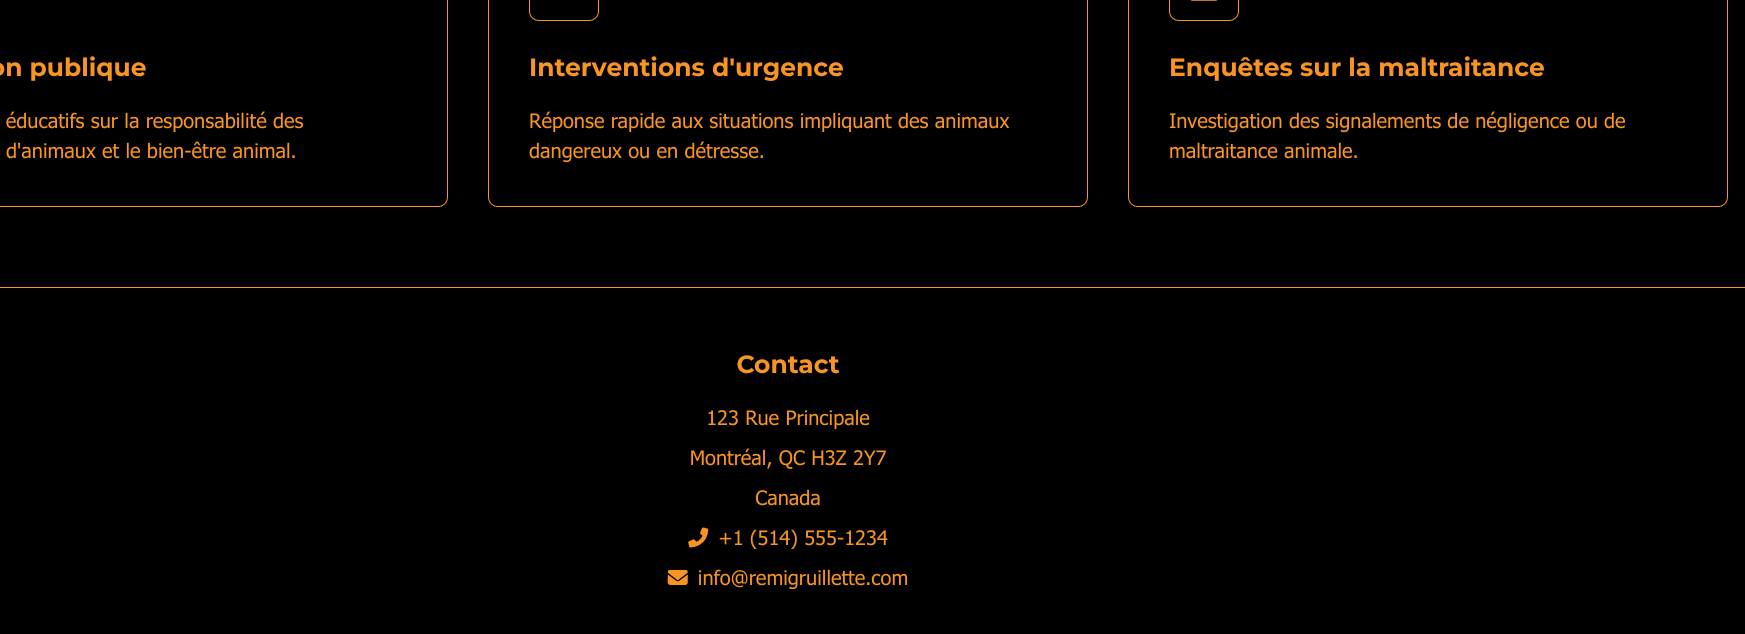 on publique
éducatifs sur la responsabilité des
d'animaux et le bien-être animal.
Interventions d'urgence
Réponse rapide aux situations impliquant des animaux
dangereux ou en détresse.
Enquêtes sur la maltraitance
Investigation des signalements de négligence ou de
maltraitance animale.
Contact
123 Rue Principale
Montréal, QC H3Z 2Y7
Canada
+1 (514) 555-1234
info@remigruillette.com